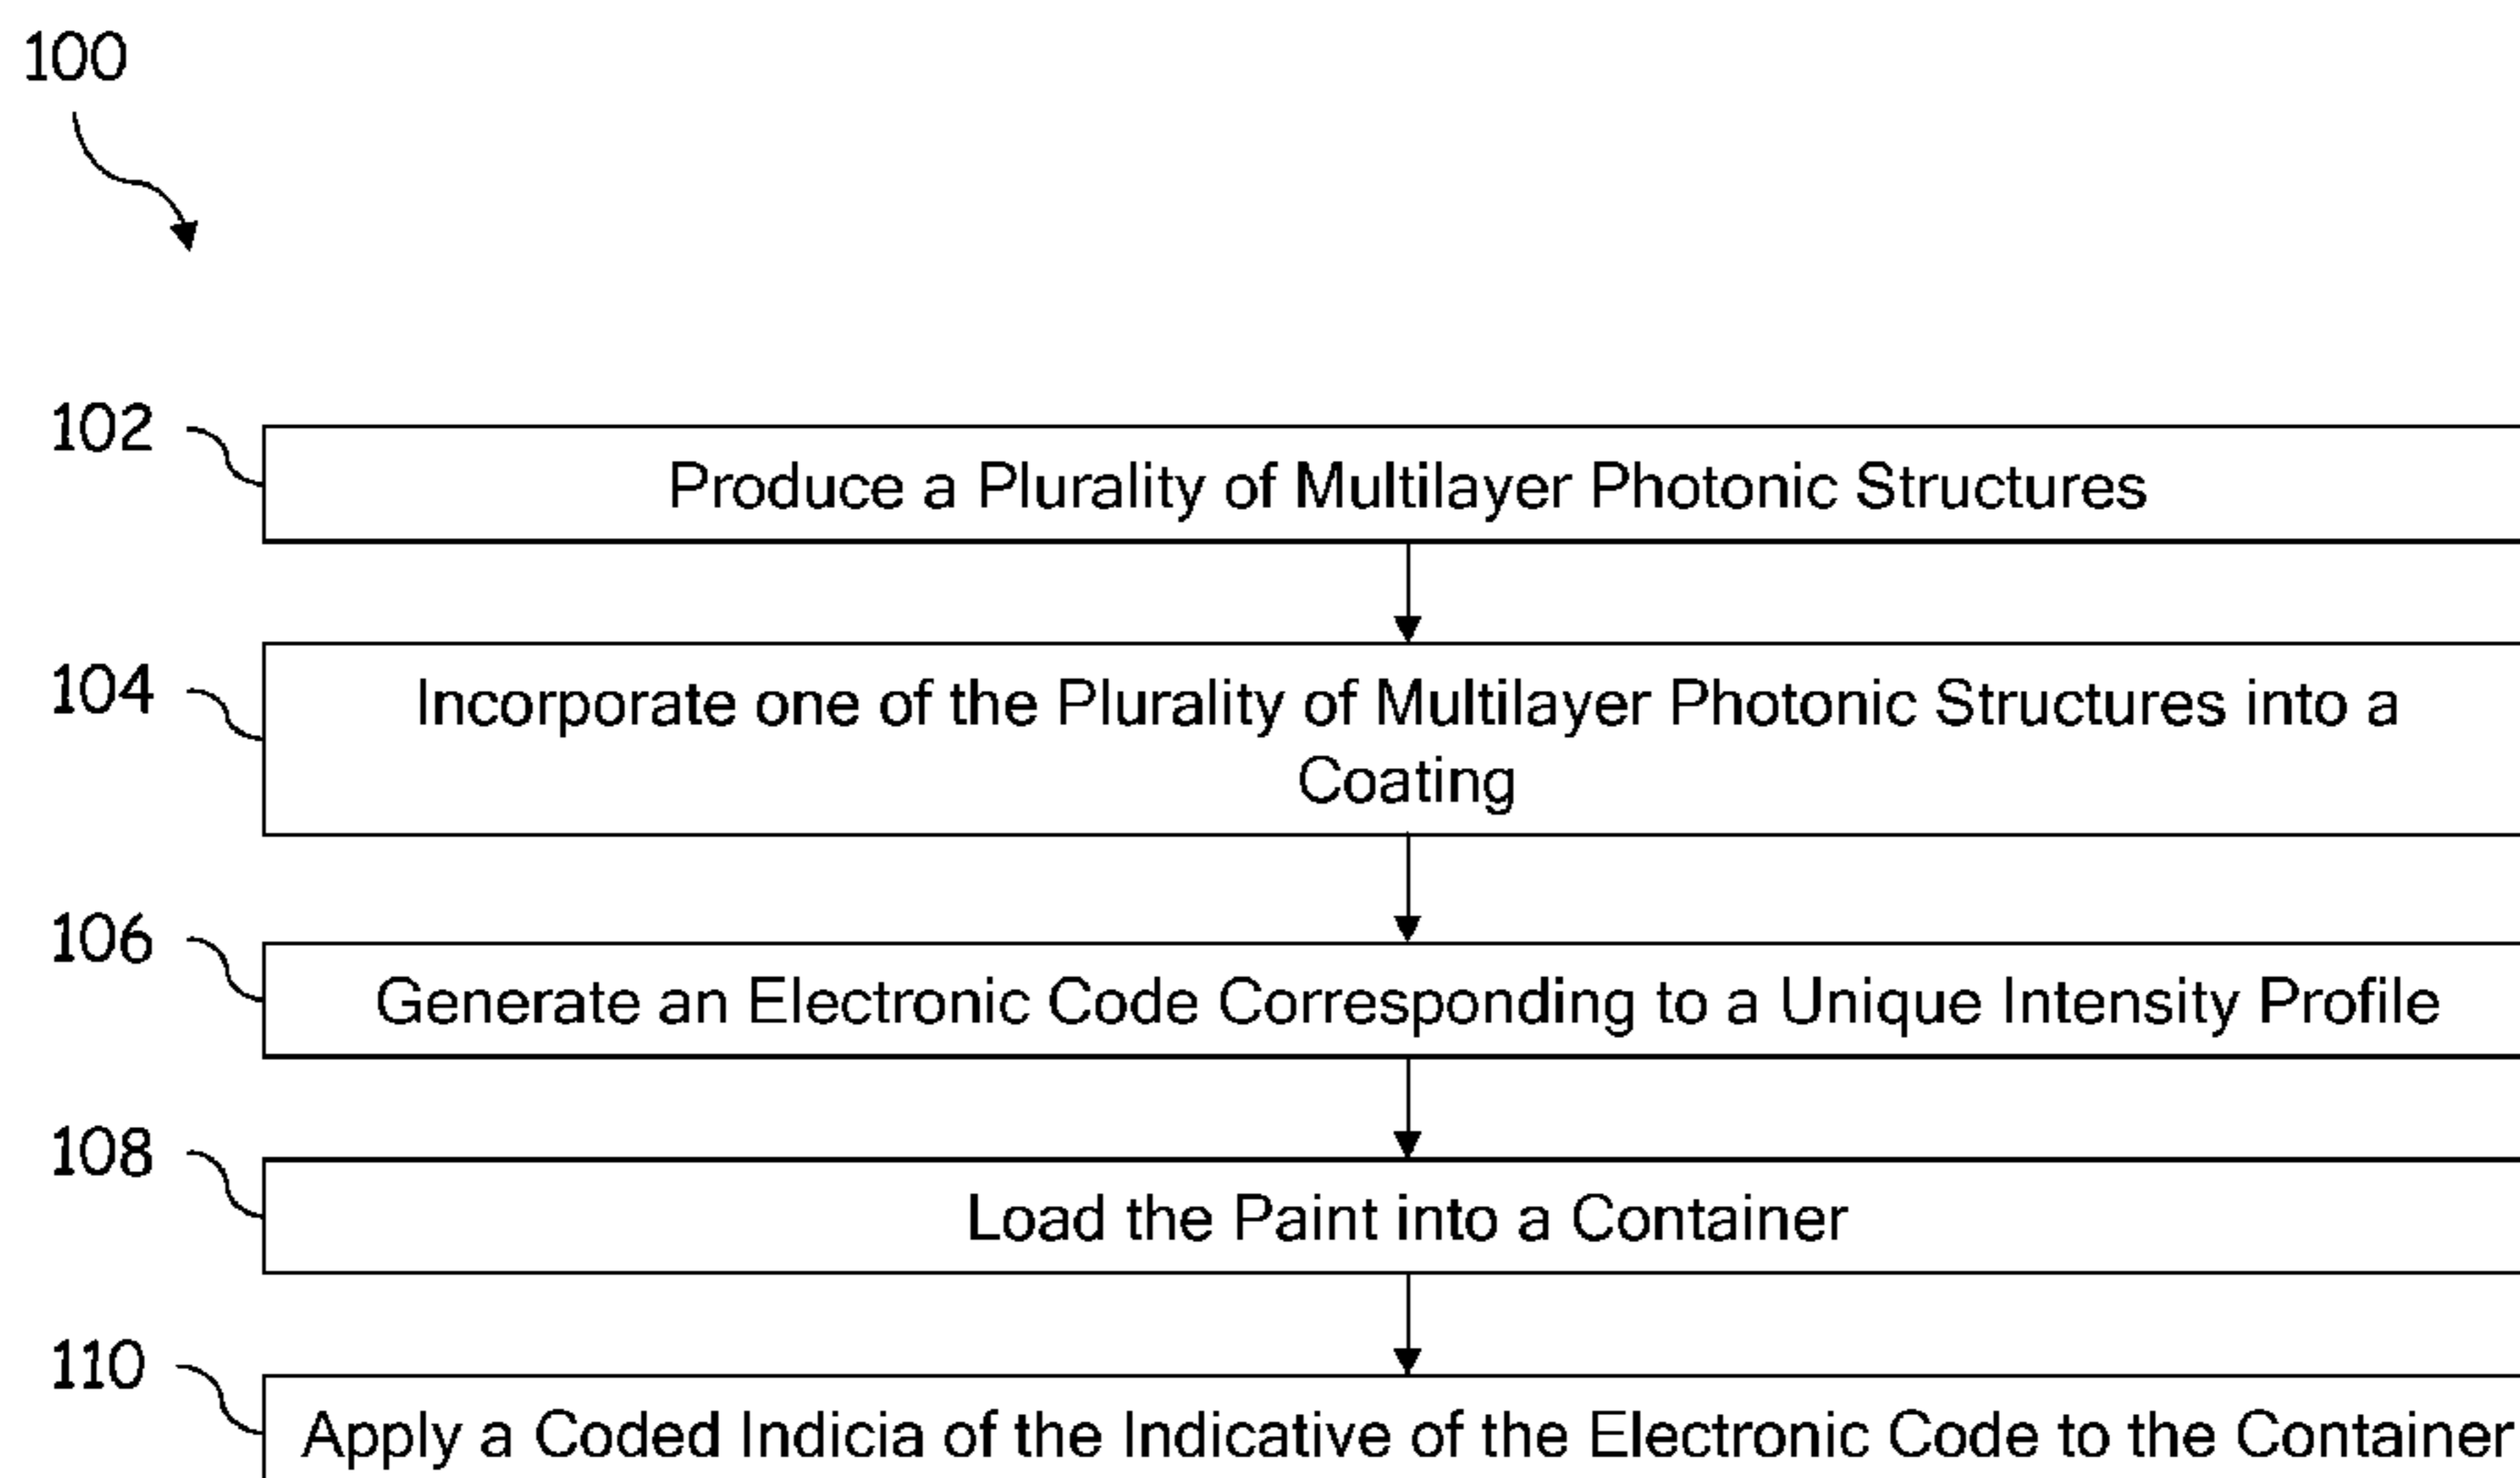 100
102
Produce a Plurality of Multilayer Photonic Structures
104
Incorporate one of the Plurality of Multilayer Photonic Structures into a
Coating
106
Generate an Electronic Code Corresponding to a Unique Intensity Profile
108
Load the Paint into a Container
110
Apply a Coded Indicia of the Indicative of the Electronic Code to the Container